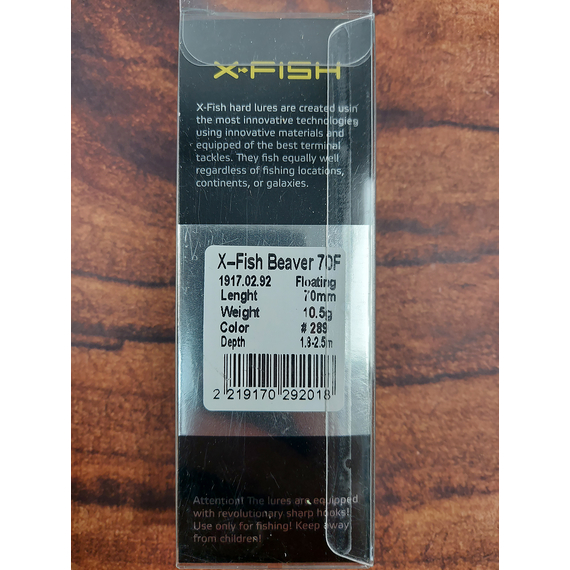 X-FISH
X-Fish hard lures are created usin
the most innovative technologies
using innovative materials and
equipped of the best terminal
tackles. They fish equally well
regardless of fishing locations,
continents, or galaxies.
X-Fish Beaver 70F
1917.02.92 Floating
Lenght 70mm
Weight 10.5g
Color # 289
Depth 1.8-2.5m
2 219170 292018
Attention! The lures are equipped
with revolutionary sharp hooks!
Use only for fishing! Keep away
from children!